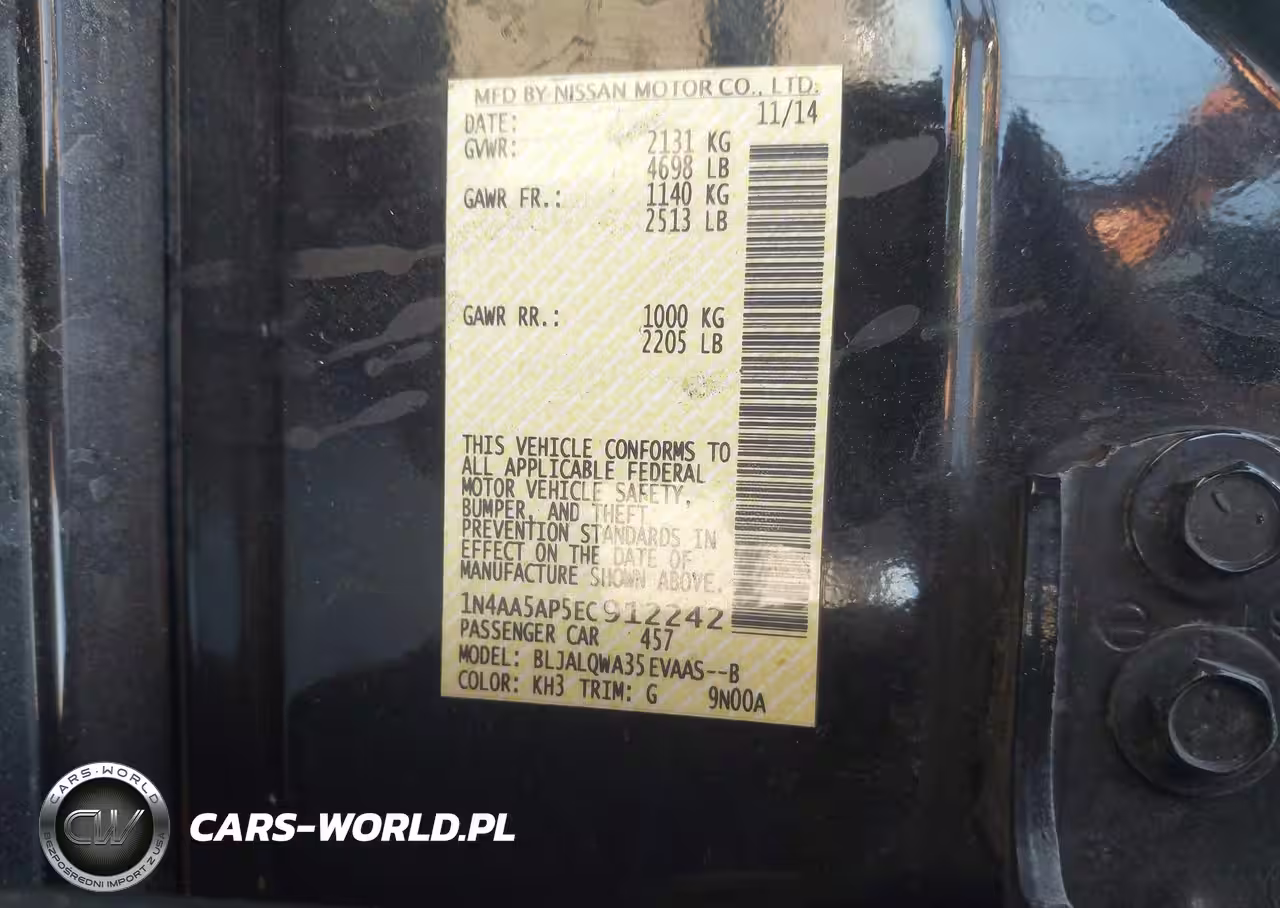 MFD BY NISSAN MOTOR CO., LTD.
DATE: 11/14
GVWR: 2131 KG
4698 LB
GAWR FR.: 1140 KG
2513 LB
GAWR RR.: 1000 KG
2205 LB
THIS VEHICLE CONFORMS TO
ALL APPLICABLE FEDERAL
MOTOR VEHICLE SAFETY,
BUMPER, AND THEFT
PREVENTION STANDARDS IN
EFFECT ON THE DATE OF
MANUFACTURE SHOWN ABOVE.
1N4AA5AP5EC912242
PASSENGER CAR 457
MODEL: BLJALQWA35EVAAS--B
COLOR: KH3 TRIM: G 9N00A
CARS-WORLD
CW
BEZPOŚREDNI IMPORT Z USA
CARS-WORLD.PL